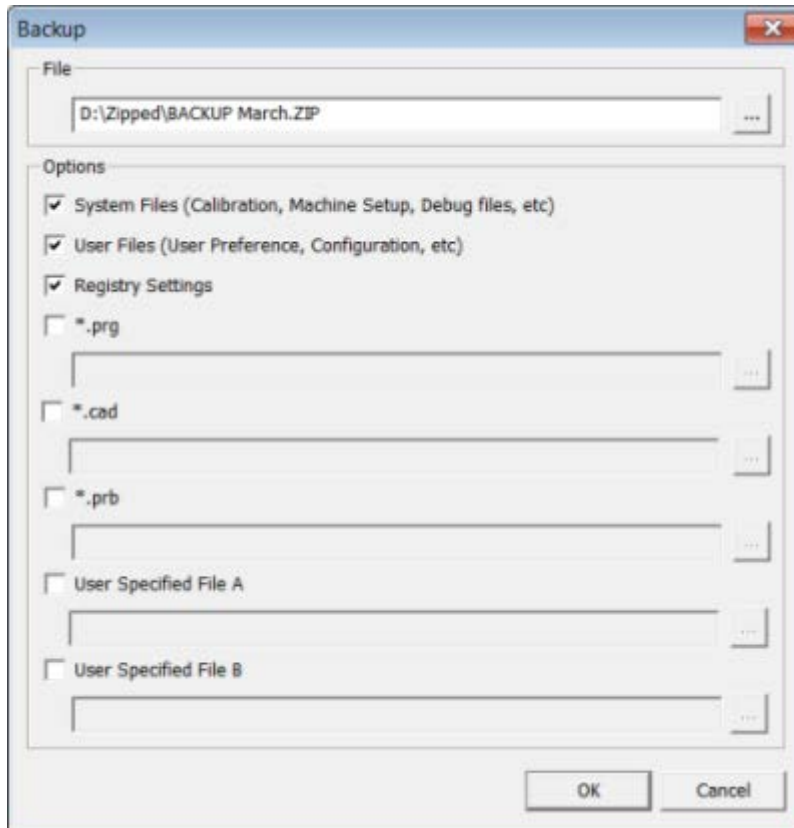 Backup
File
D:\Zipped\BACKUP March.ZIP
...
Options
System Files (Calibration, Machine Setup, Debug files, etc)
User Files (User Preference, Configuration, etc)
Registry Settings
*.prg
...
*.cad
...
*.prb
...
User Specified File A
...
User Specified File B
...
OK Cancel